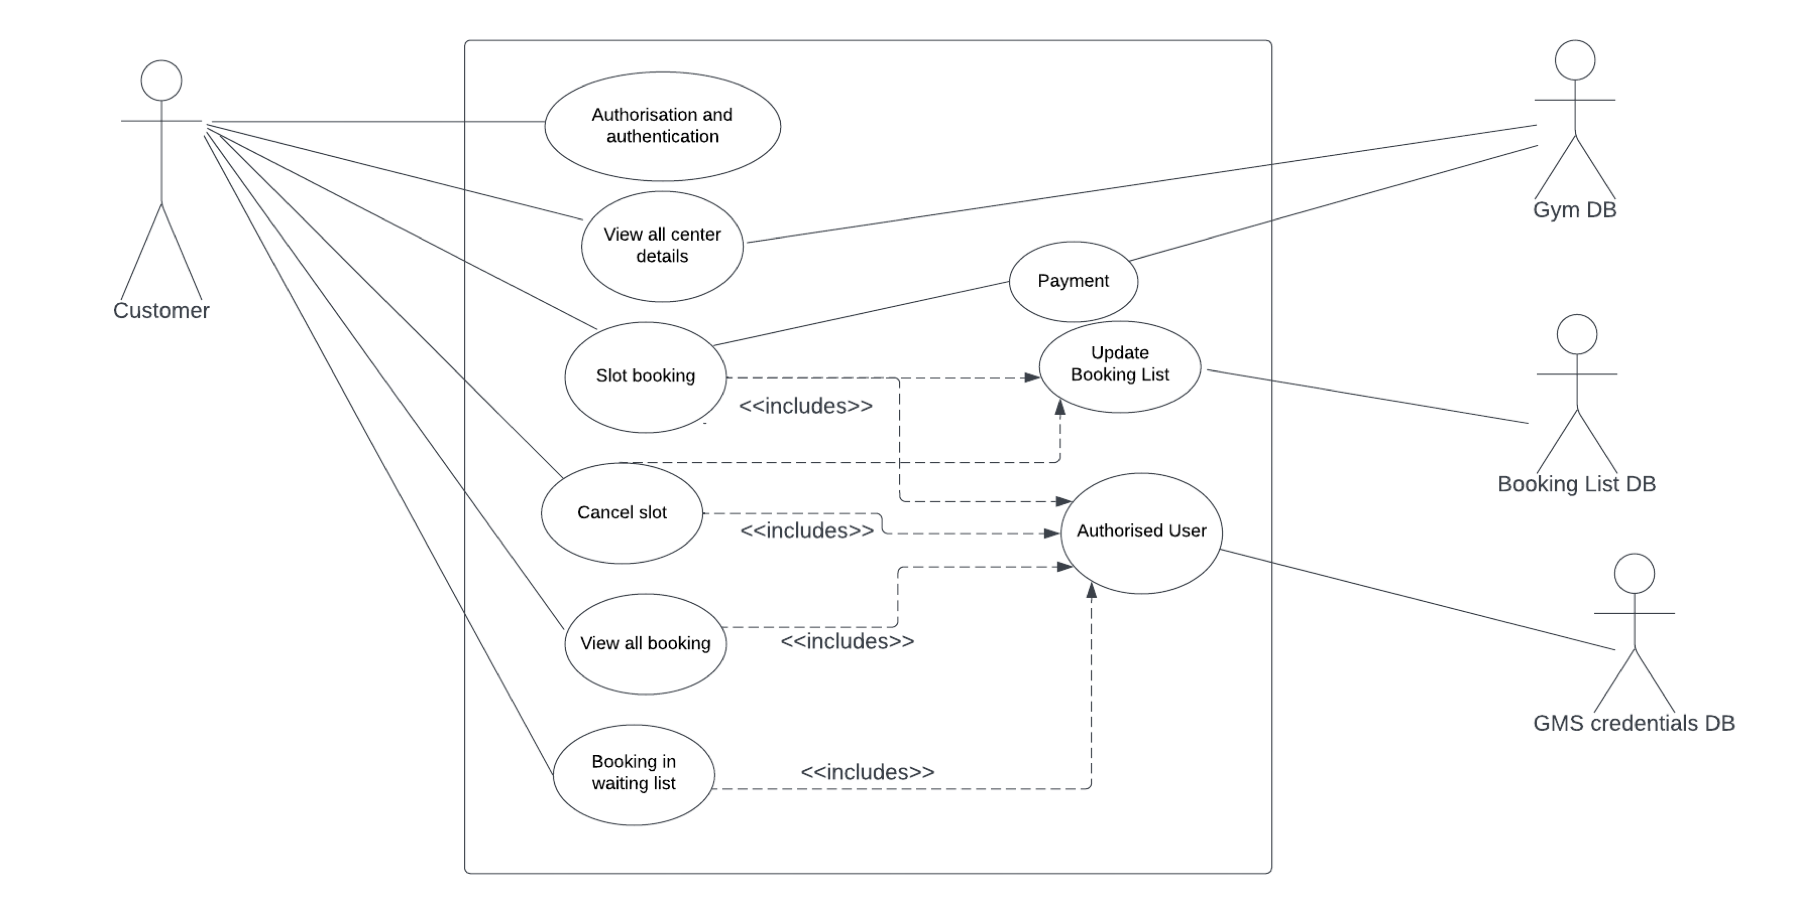 Authorisation and
authentication
View all center
details
Gym DB
Payment
Customer
Update
Booking List
Slot booking
<<includes>>
Booking List DB
Cancel slot
<<includes>>
Authorised User
View all booking
<<includes>>
GMS credentials DB
Booking in
waiting list
<<includes>>